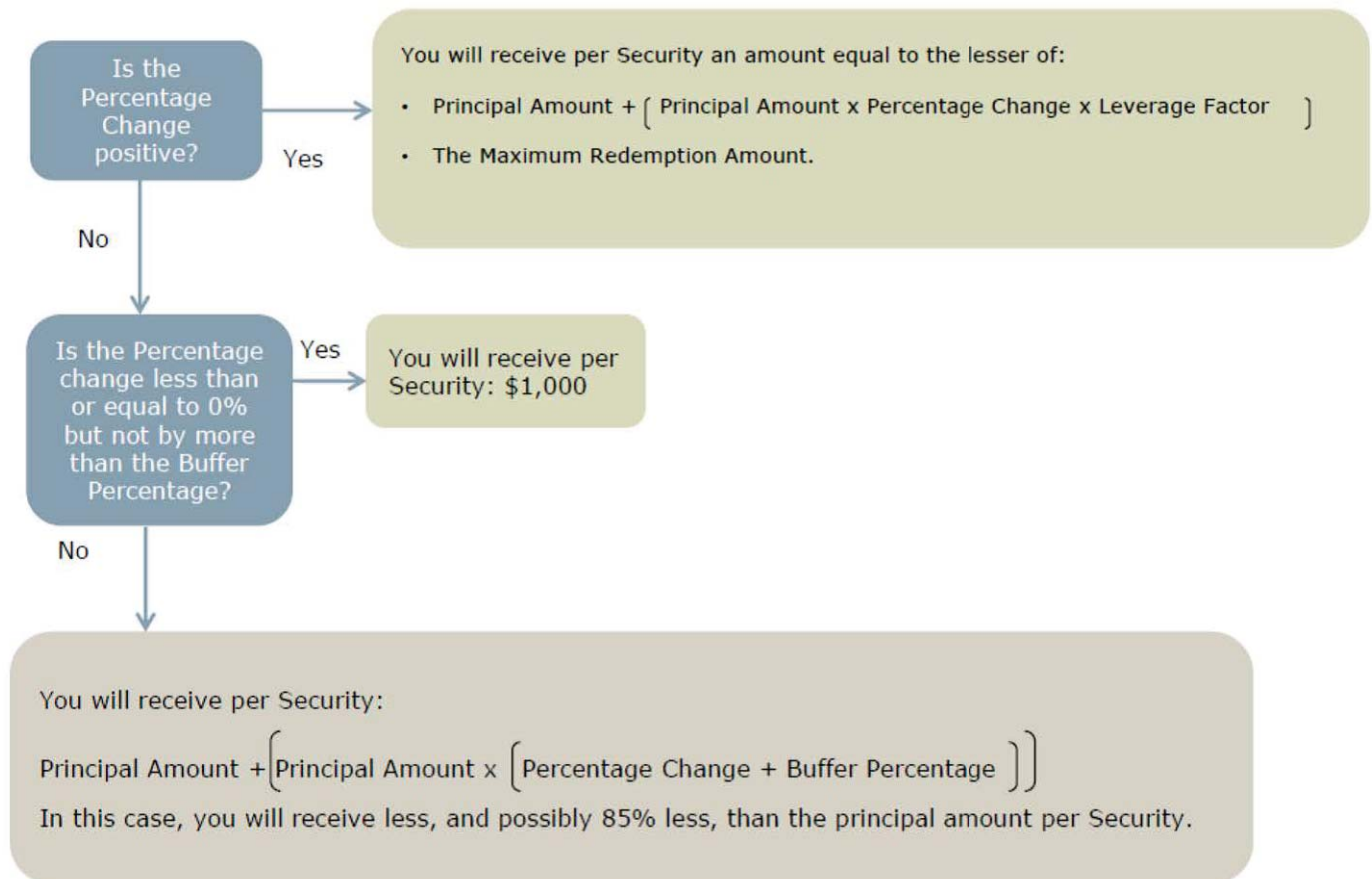 Is the
Percentage
Change
positive?
Yes
You will receive per Security an amount equal to the lesser of:
• Principal Amount + ( Principal Amount x Percentage Change x Leverage Factor )
• The Maximum Redemption Amount.
No
Is the Percentage
change less than
or equal to 0%
but not by more
than the Buffer
Percentage?
Yes
You will receive per
Security: $1,000
No
You will receive per Security:
Principal Amount + (Principal Amount x (Percentage Change + Buffer Percentage ))
In this case, you will receive less, and possibly 85% less, than the principal amount per Security.